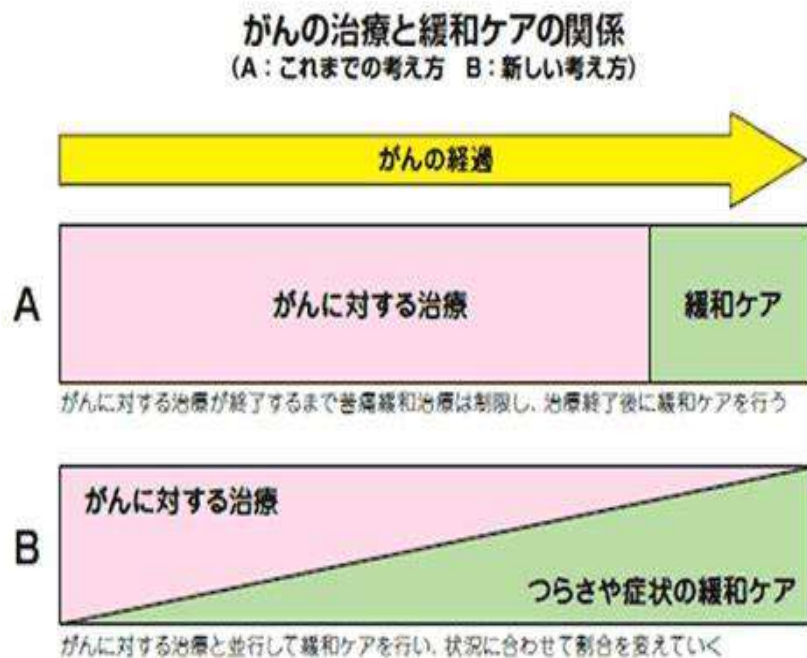 がんの治療と緩和ケアの関係
(A:これまでの考え方 B:新しい考え方)
がんの経過
A
がんに対する治療
緩和ケア
がんに対する治療が終了するまで苦痛緩和治療は制限し、治療終了後に緩和ケアを行う
B
がんに対する治療
つらさや症状の緩和ケア
がんに対する治療と並行して緩和ケアを行い、状況に合わせて割合を変えていく